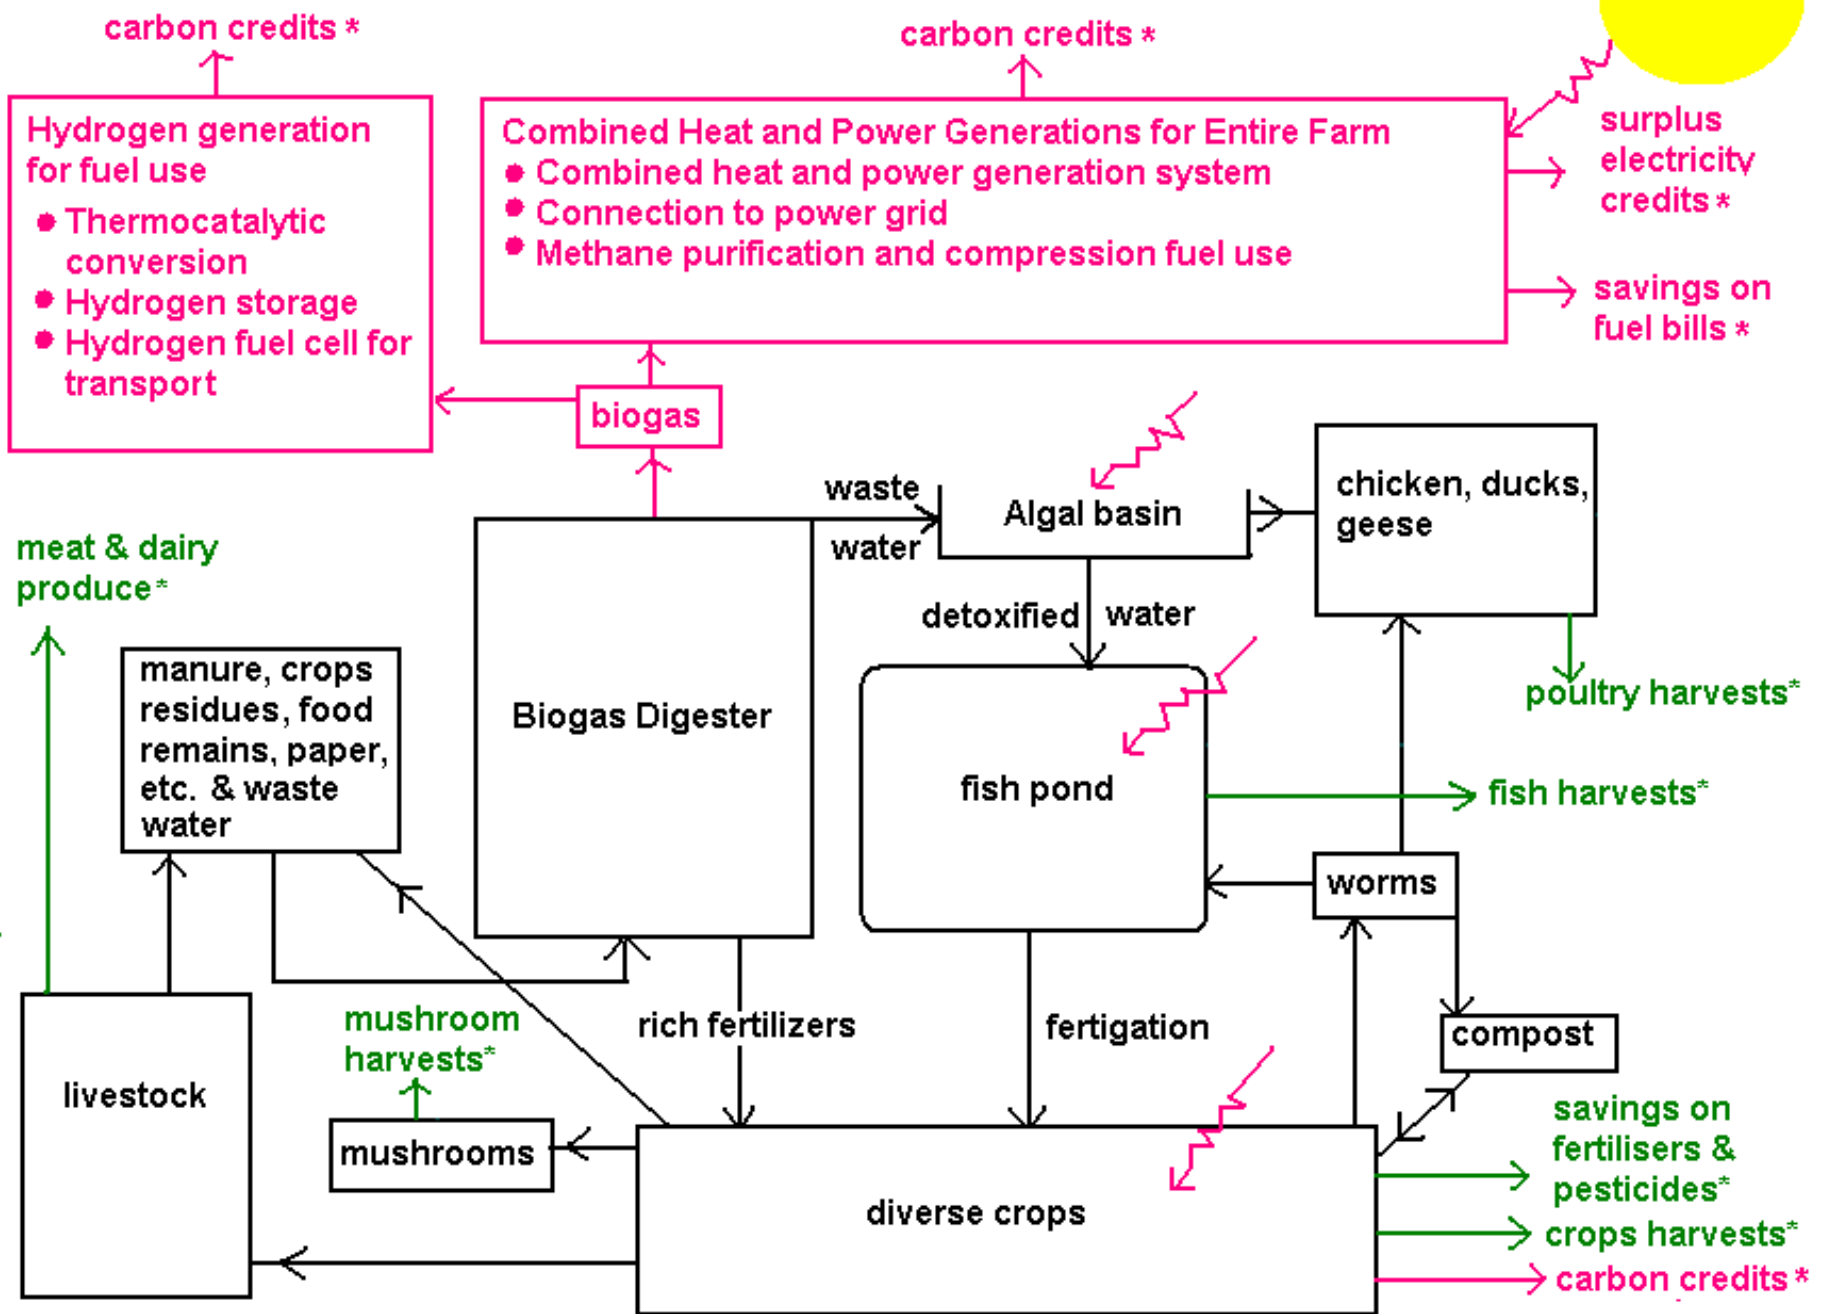 carbon credits *
carbon credits *
Hydrogen generation
for fuel use
Thermocatalytic
conversion
Hydrogen storage
Hydrogen fuel cell for
transport
Combined Heat and Power Generations for Entire Farm
Combined heat and power generation system
Connection to power grid
Methane purification and compression fuel use
surplus
electricity
credits *
savings on
fuel bills *
biogas
waste
water
Algal basin
chicken, ducks,
geese
meat & dairy
produce*
detoxified water
manure, crops
residues, food
remains, paper,
etc. & waste
water
Biogas Digester
poultry harvests*
fish pond
fish harvests*
worms
mushroom
harvests*
rich fertilizers
fertigation
compost
livestock
mushrooms
savings on
fertilisers &
pesticides*
diverse crops
crops harvests*
carbon credits *